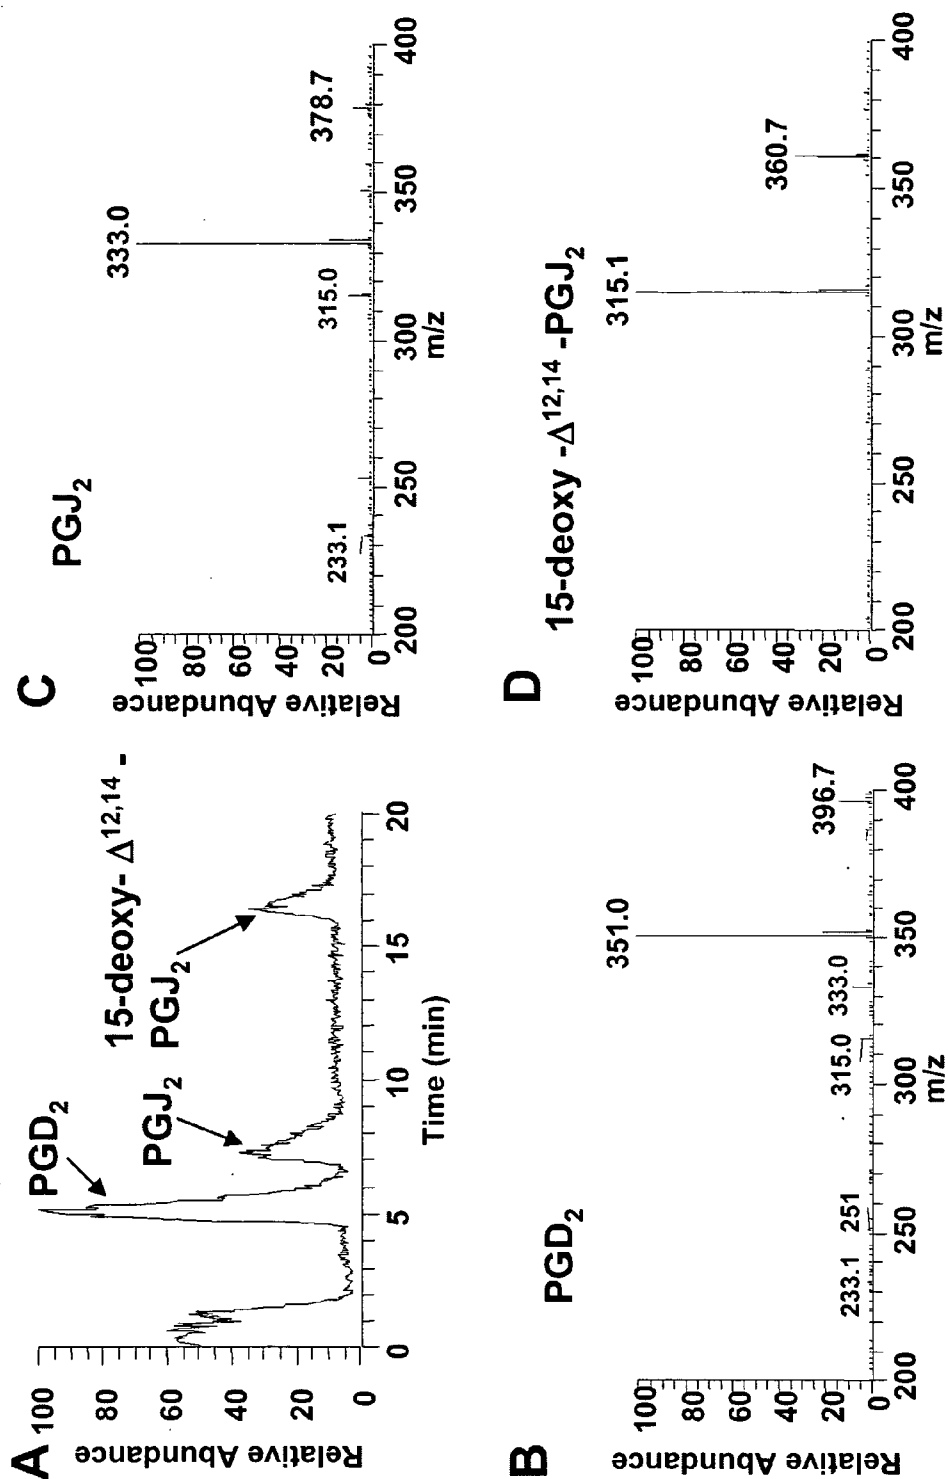 A
Relative Abundance
100
80
60
40
20
0
PGD₂
PGJ₂
15-deoxy- Δ¹²,¹⁴ -
PGJ₂
0 5 10 15 20
Time (min)
B
Relative Abundance
100
80
60
40
20
0
PGD₂
233.1
251
315.0
333.0
351.0
396.7
200 250 300 350 400
m/z
C
Relative Abundance
100
80
60
40
20
0
PGJ₂
233.1
315.0
333.0
378.7
200 250 300 350 400
m/z
D
Relative Abundance
100
80
60
40
20
0
15-deoxy -Δ¹²,¹⁴ -PGJ₂
315.1
360.7
200 250 300 350 400
m/z